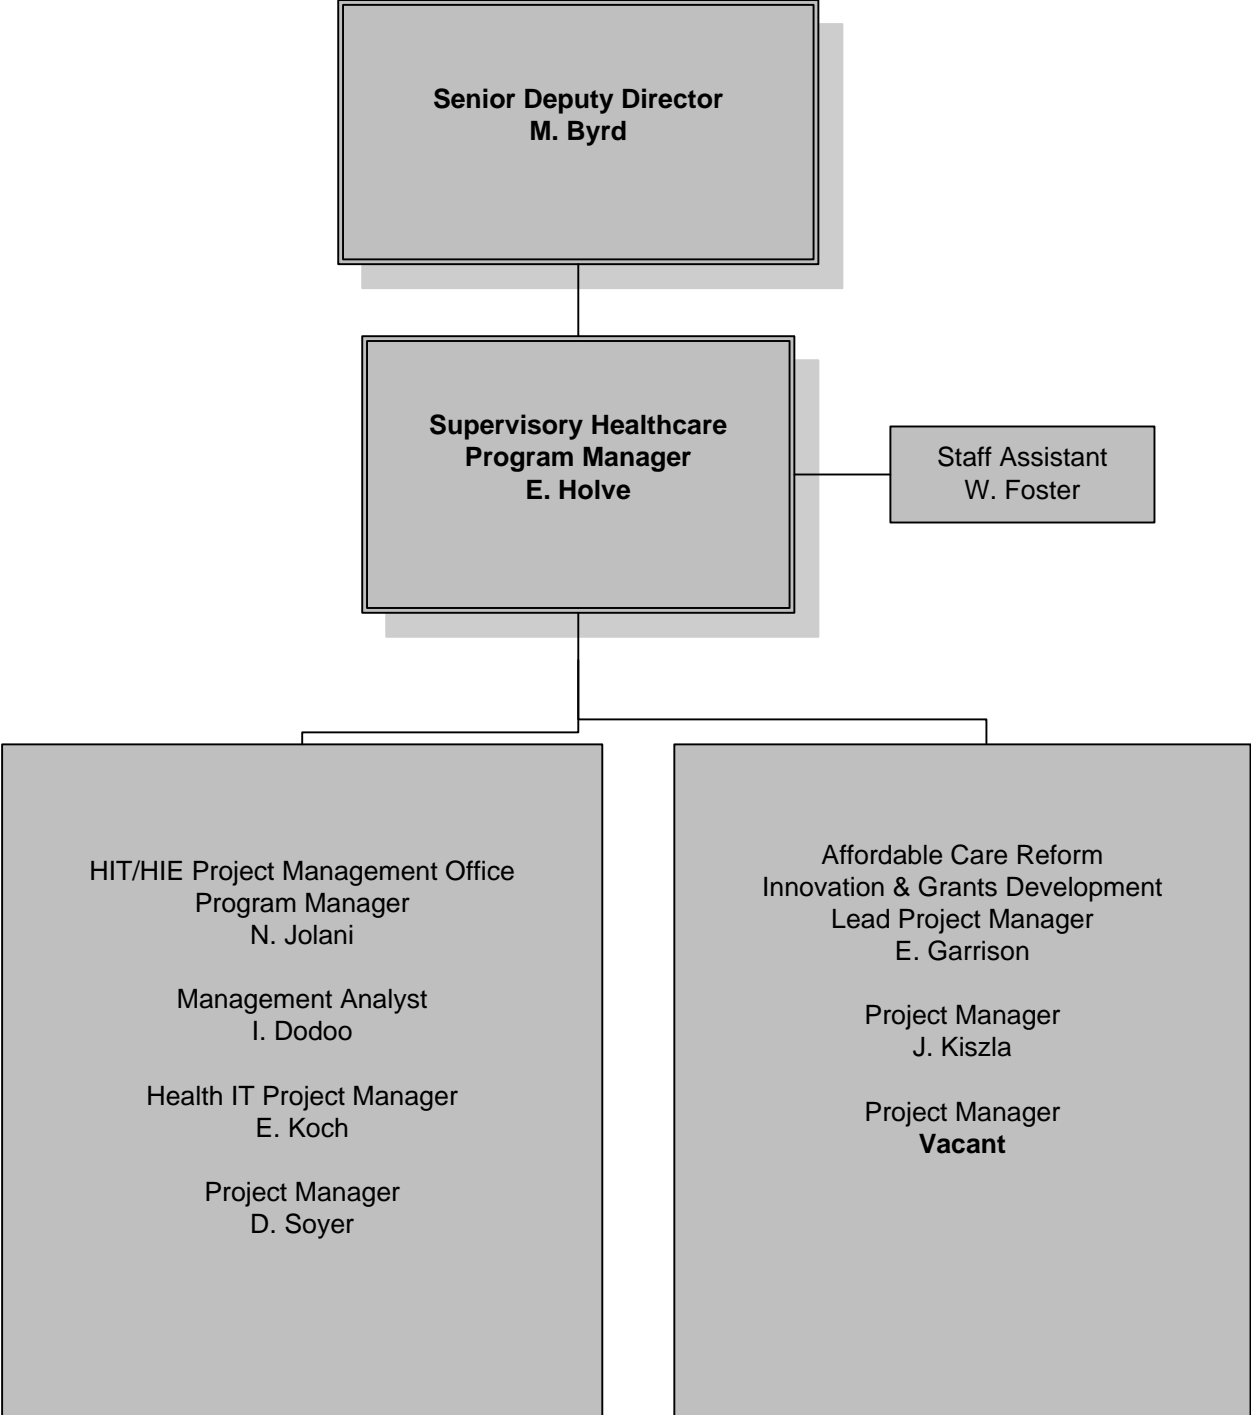 Senior Deputy Director
M. Byrd
Supervisory Healthcare
Program Manager
E. Holve
Staff Assistant
W. Foster
HIT/HIE Project Management Office
Program Manager
N. Jolani
Management Analyst
I. Dodoo
Health IT Project Manager
E. Koch
Project Manager
D. Soyer
Affordable Care Reform
Innovation & Grants Development
Lead Project Manager
E. Garrison
Project Manager
J. Kiszla
Project Manager
Vacant